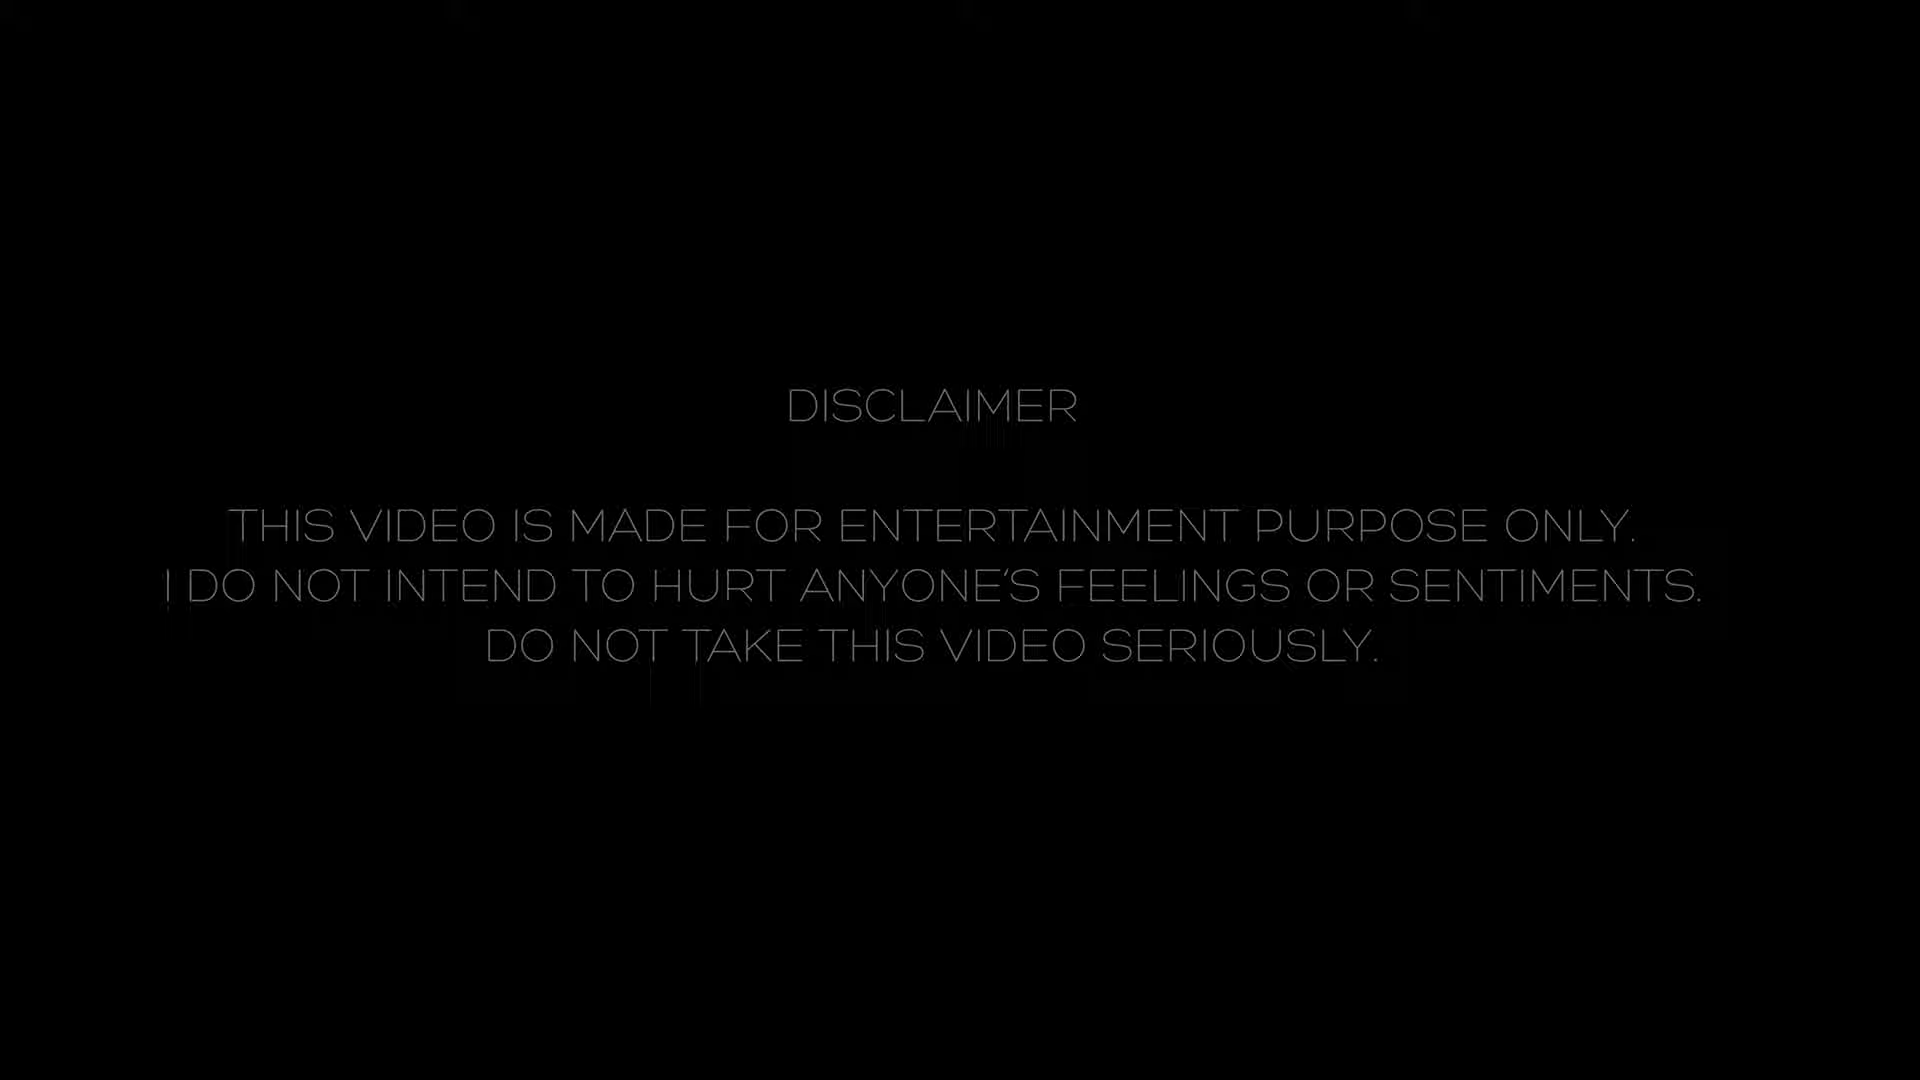 DISCLAIMER
THIS VIDEO IS MADE FOR ENTERTAINMENT PURPOSE ONLY.
I DO NOT INTEND TO HURT ANYONE'S FEELINGS OR SENTIMENTS.
DO NOT TAKE THIS VIDEO SERIOUSLY.